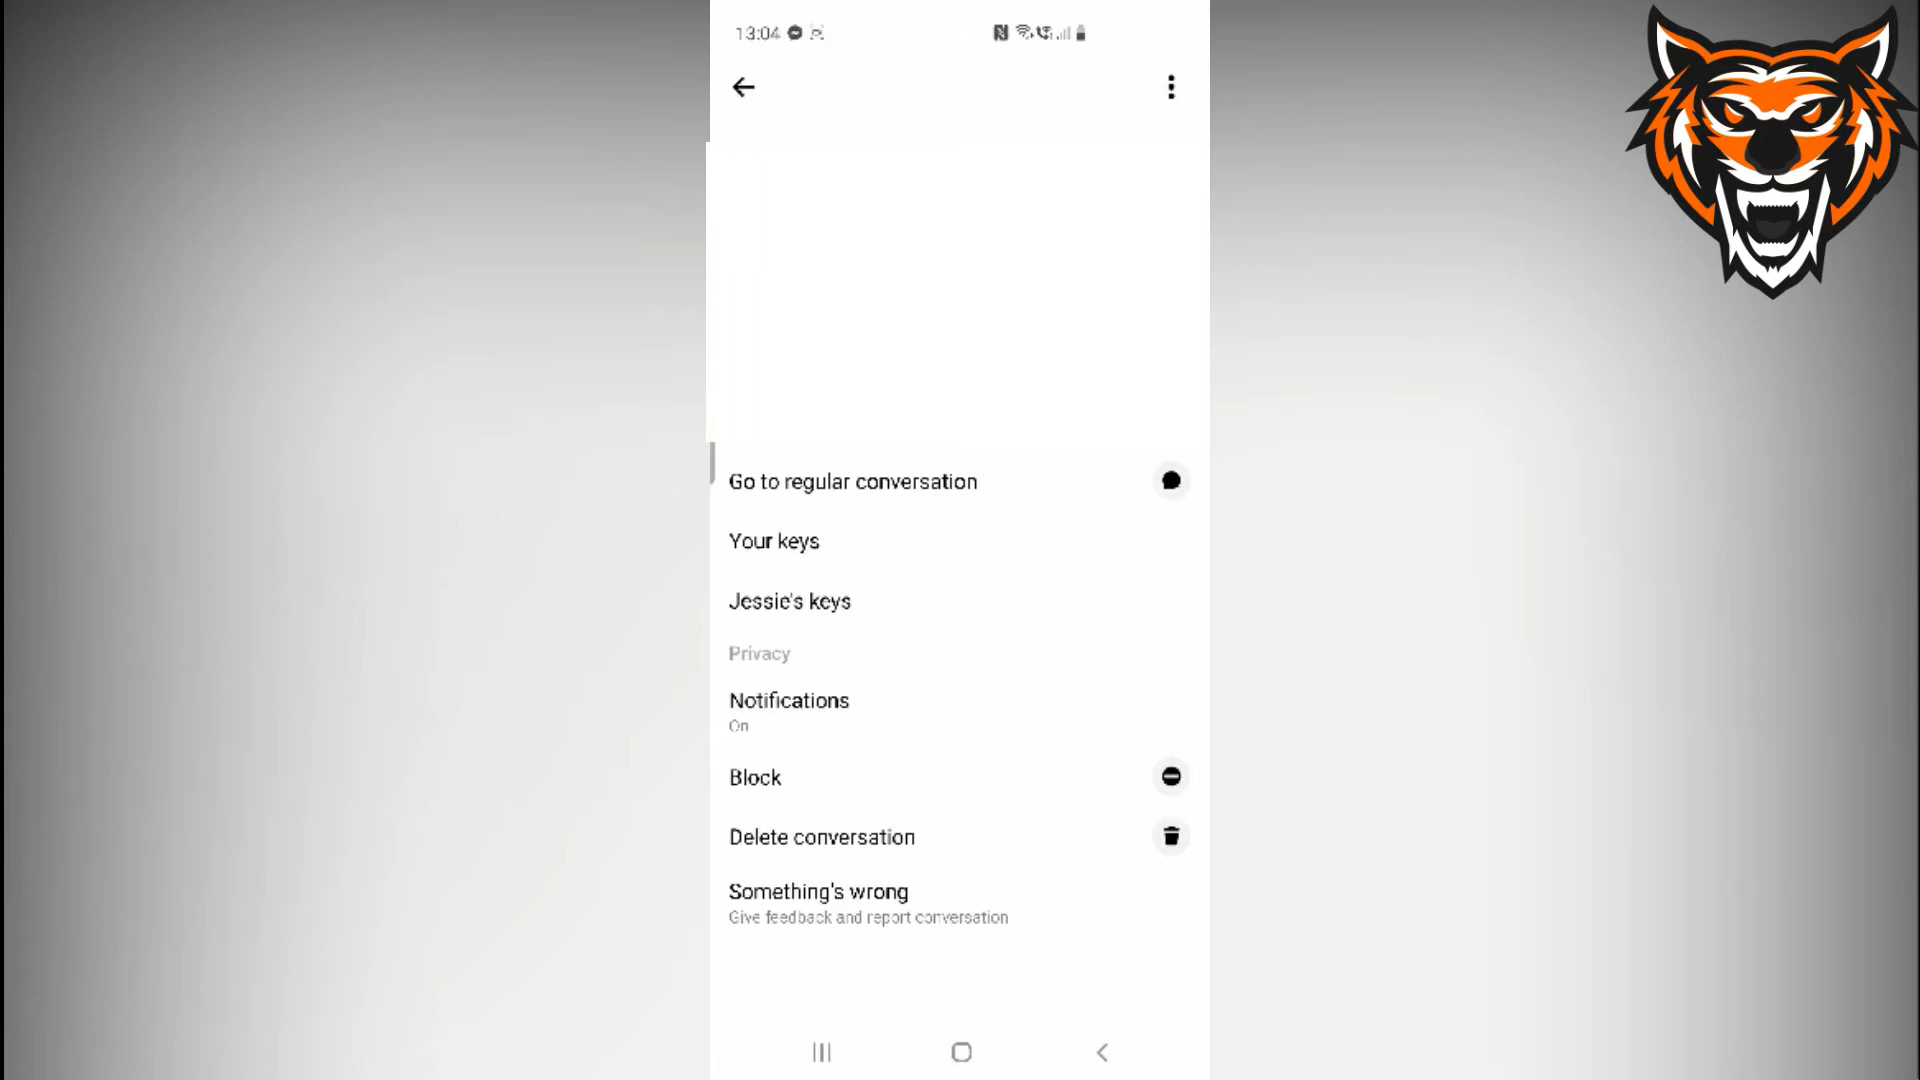 13:04
Go to regular conversation
Your keys
Jessie's keys
Privacy
Notifications
On
Block
Delete conversation
Something's wrong
Give feedback and report conversation